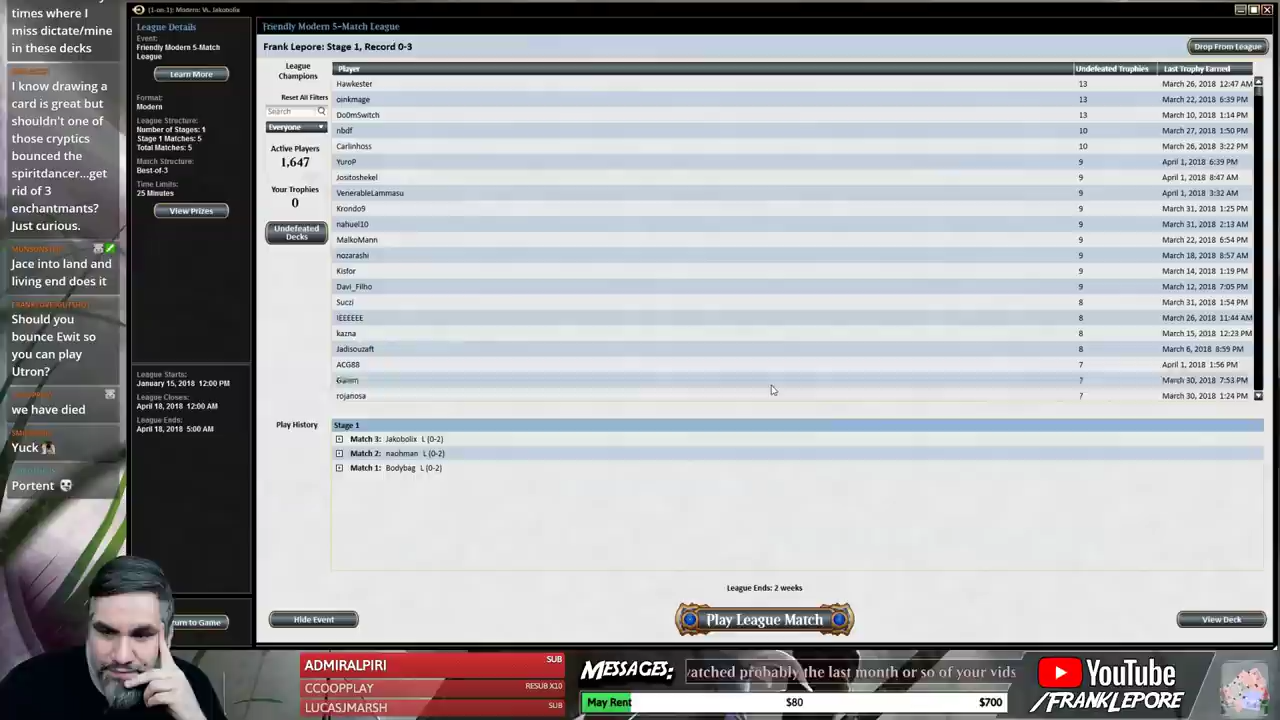 times where I
miss dictate/mine
in these decks
I know drawing a
card is great but
shouldn't one of
those cryptics
bounced the
spiritdancer...get
rid of 3
enchantments?
Just curious.
Jace into land and
living end does it
Should you
bounce Ewit so
you can play
Utron?
we have died
Yuck
Portent
(1-on-1) Modern: Vs. Jakobolix
League Details
Event:
Friendly Modern 5-Match
League
Learn More
Format:
Modern
League Structure:
Number of Stages: 1
Stage 1 Matches: 5
Total Matches: 5
Match Structure:
Best-of-3
Time Limits:
25 Minutes
View Prizes
League Starts:
January 15, 2018 12:00 PM
League Closes:
April 18, 2018 12:00 AM
League Ends:
April 18, 2018 5:00 AM
urn to Game
Friendly Modern 5-Match League
Frank Lepore: Stage 1, Record 0-3
Drop From League
League
Champions
Reset All Filters
Search
Everyone
Active Players
1,647
Your Trophies
0
Undefeated
Decks
Player Undefeated Trophies Last Trophy Earned
Hawkester 13 March 26, 2018 12:47 AM
oinkmage 13 March 22, 2018 6:39 PM
Do0mSwitch 13 March 10, 2018 1:14 PM
nbdf 10 March 27, 2018 1:50 PM
Carlinhoss 10 March 26, 2018 3:22 PM
YuroP 9 April 1, 2018 6:39 PM
Jositoshekel 9 April 1, 2018 8:47 AM
VenerableLammasu 9 April 1, 2018 3:32 AM
Krondo9 9 March 31, 2018 1:25 PM
nahuel10 9 March 31, 2018 2:13 AM
MalkoMann 9 March 22, 2018 6:54 PM
nozarashi 9 March 18, 2018 8:57 AM
Kisfor 9 March 14, 2018 1:19 PM
Davi_Filho 9 March 12, 2018 7:05 PM
Suczi 8 March 31, 2018 1:54 PM
IEEEEEE 8 March 26, 2018 11:44 AM
kazna 8 March 15, 2018 12:23 PM
Jadisouzaft 8 March 6, 2018 8:59 PM
ACG88 7 April 1, 2018 1:56 PM
7 March 30, 2018 7:53 PM
rojanosa 7 March 30, 2018 1:24 PM
Play History
Stage 1
Match 3: Jakobolix L (0-2)
Match 2: naohman L (0-2)
Match 1: Bodybag L (0-2)
League Ends: 2 weeks
Hide Event
Play League Match
View Deck
ADMIRALPIRI SUB
CCOOPPLAY RESUB X10
LUCASJMARSH SUB
MESSAGES:
watched probably the last month or so of your vids
May Rent $80 $700
YouTube
/FRANKLEPORE